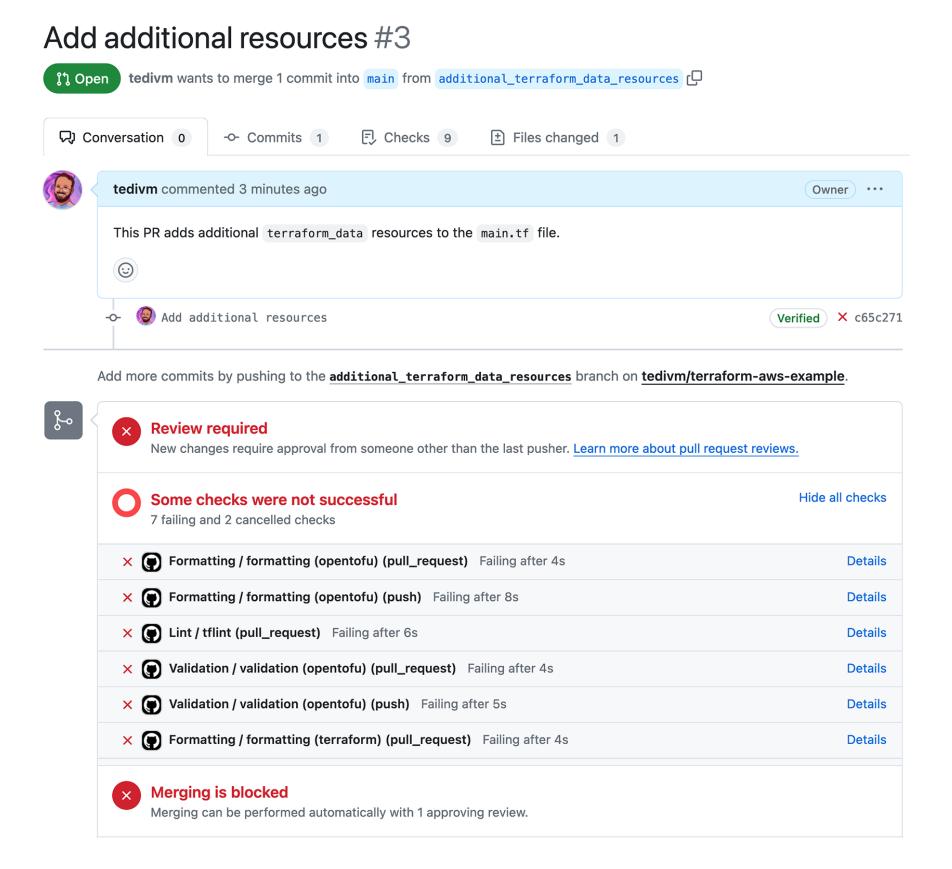 Add additional resources #3
Open tedivm wants to merge 1 commit into main from additional_terraform_data_resources
Conversation 0 Commits 1 Checks 9 Files changed 1
tedivm commented 3 minutes ago Owner
This PR adds additional terraform_data resources to the main.tf file.
Add additional resources Verified c65c271
Add more commits by pushing to the additional_terraform_data_resources branch on tedivm/terraform-aws-example.
Review required
New changes require approval from someone other than the last pusher. Learn more about pull request reviews.
Some checks were not successful Hide all checks
7 failing and 2 cancelled checks
Formatting / formatting (opentofu) (pull_request) Failing after 4s Details
Formatting / formatting (opentofu) (push) Failing after 8s Details
Lint / tflint (pull_request) Failing after 6s Details
Validation / validation (opentofu) (pull_request) Failing after 4s Details
Validation / validation (opentofu) (push) Failing after 5s Details
Formatting / formatting (terraform) (pull_request) Failing after 4s Details
Merging is blocked
Merging can be performed automatically with 1 approving review.